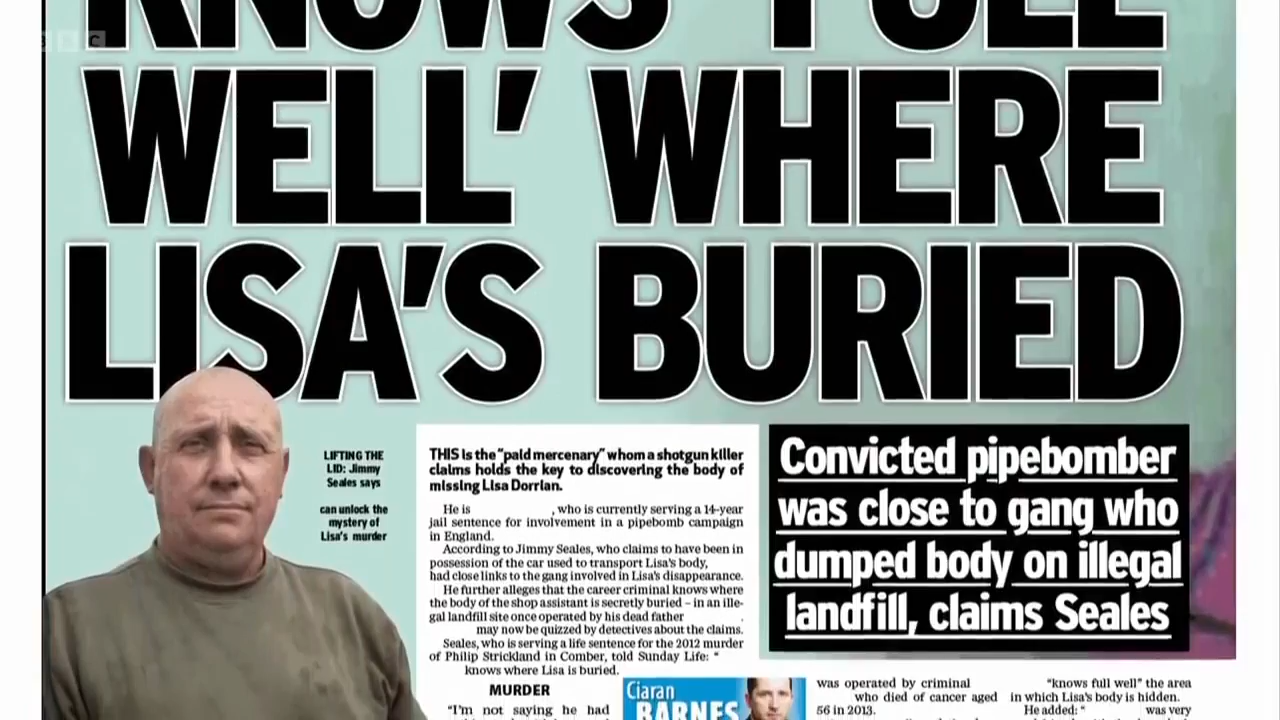 BBC
KNOWS 'FULL
WELL' WHERE
LISA'S BURIED
LIFTING THE
LID: Jimmy
Seales says
can unlock the
mystery of
Lisa's murder
THIS is the "paid mercenary" whom a shotgun killer
claims holds the key to discovering the body of
missing Lisa Dorrian.
He is , who is currently serving a 14-year
jail sentence for involvement in a pipebomb campaign
in England.
According to Jimmy Seales, who claims to have been in
possession of the car used to transport Lisa's body,
had close links to the gang involved in Lisa's disappearance.
He further alleges that the career criminal knows where
the body of the shop assistant is secretly buried – in an ille-
gal landfill site once operated by his dead father .
may now be quizzed by detectives about the claims.
Seales, who is serving a life sentence for the 2012 murder
of Philip Strickland in Comber, told Sunday Life: "
knows where Lisa is buried.
MURDER
"I'm not saying he had
Ciaran
BARNES
Convicted pipebomber
was close to gang who
dumped body on illegal
landfill, claims Seales
was operated by criminal
who died of cancer aged
56 in 2013.
"knows full well" the area
in which Lisa's body is hidden.
He added: " was very